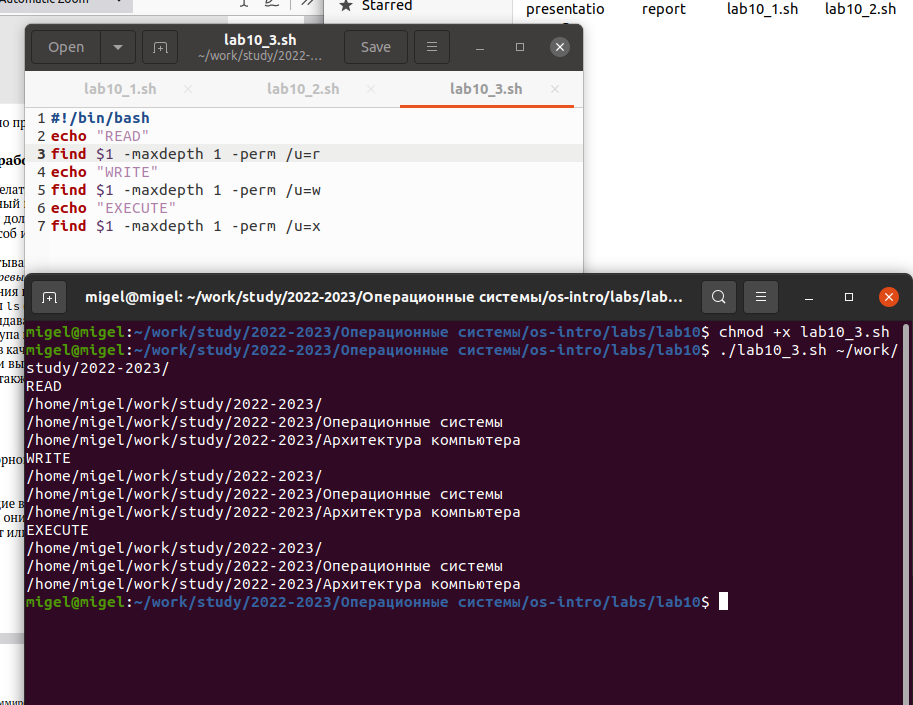 Automatic Zoom
Starred
presentatio
report
lab10_1.sh
lab10_2.sh
Open
lab10_3.sh
~/work/study/2022-...
Save
lab10_1.sh
lab10_2.sh
lab10_3.sh
1 #!/bin/bash
2 echo "READ"
3 find $1 -maxdepth 1 -perm /u=r
4 echo "WRITE"
5 find $1 -maxdepth 1 -perm /u=w
6 echo "EXECUTE"
7 find $1 -maxdepth 1 -perm /u=x
migel@migel: ~/work/study/2022-2023/Операционные системы/os-intro/labs/lab...
migel@migel:~/work/study/2022-2023/Операционные системы/os-intro/labs/lab10$ chmod +x lab10_3.sh
migel@migel:~/work/study/2022-2023/Операционные системы/os-intro/labs/lab10$ ./lab10_3.sh ~/work/
study/2022-2023/
READ
/home/migel/work/study/2022-2023/
/home/migel/work/study/2022-2023/Операционные системы
/home/migel/work/study/2022-2023/Архитектура компьютера
WRITE
/home/migel/work/study/2022-2023/
/home/migel/work/study/2022-2023/Операционные системы
/home/migel/work/study/2022-2023/Архитектура компьютера
EXECUTE
/home/migel/work/study/2022-2023/
/home/migel/work/study/2022-2023/Операционные системы
/home/migel/work/study/2022-2023/Архитектура компьютера
migel@migel:~/work/study/2022-2023/Операционные системы/os-intro/labs/lab10$